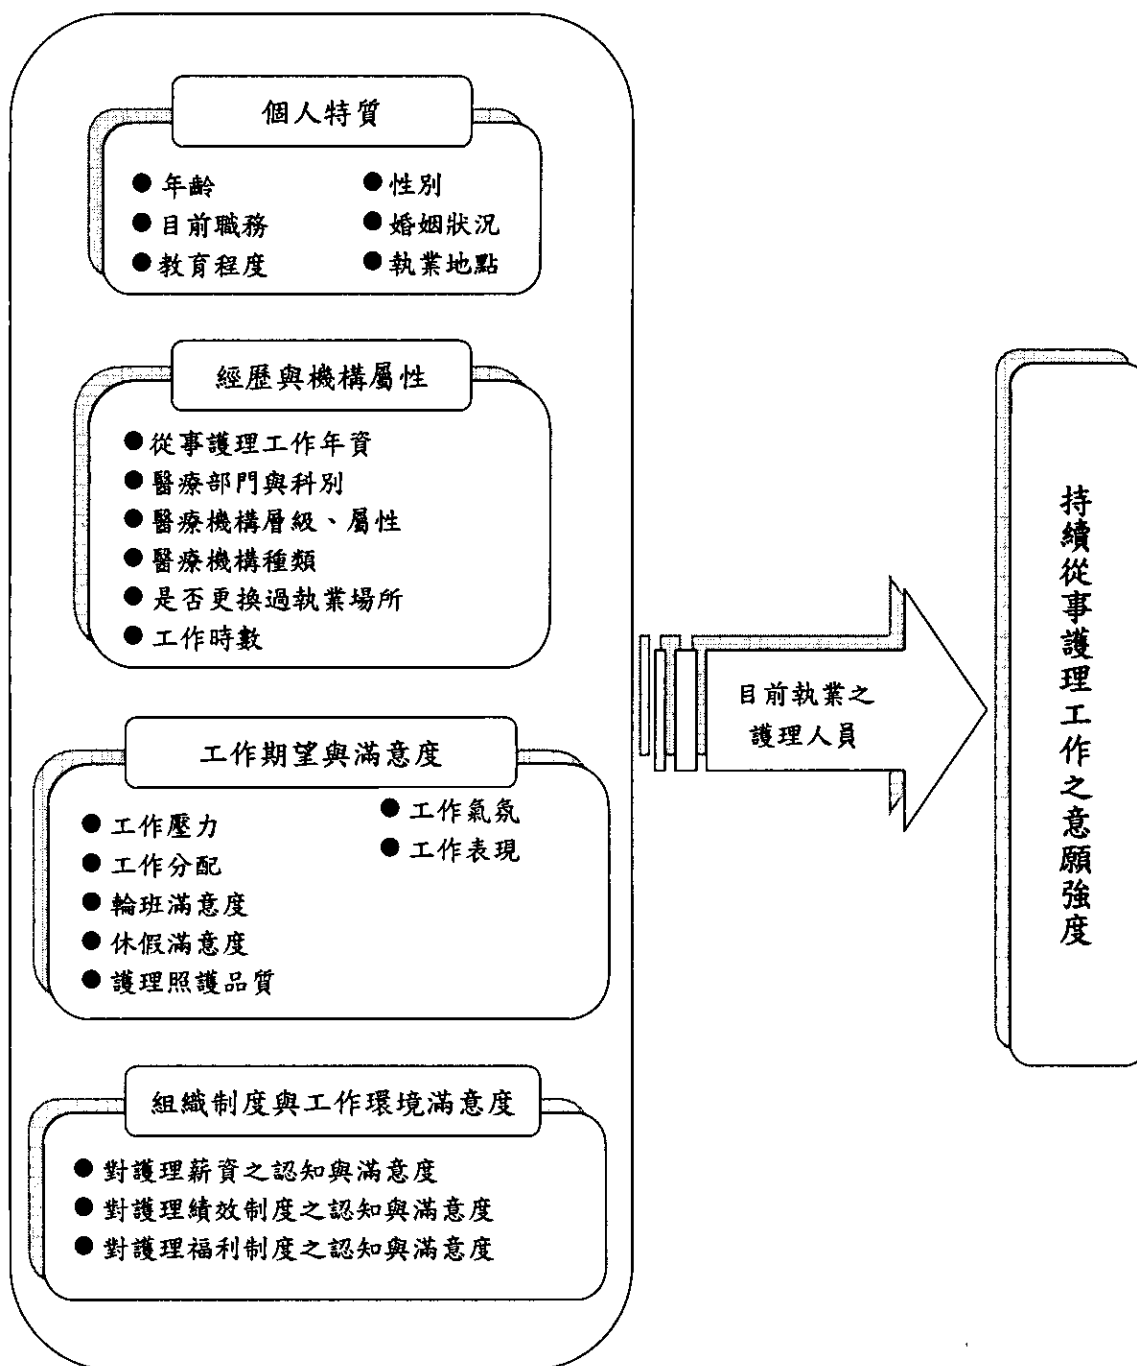 個人特質
●年齡
●性別
●目前職務
●婚姻狀況
●教育程度
●執業地點
經歷與機構屬性
●從事護理工作年資
●醫療部門與科別
●醫療機構層級、屬性
●醫療機構種類
●是否更換過執業場所
●工作時數
工作期望與滿意度
●工作壓力
●工作分配
●輪班滿意度
●休假滿意度
●護理照護品質
●工作氣氛
●工作表現
組織制度與工作環境滿意度
●對護理薪資之認知與滿意度
●對護理績效制度之認知與滿意度
●對護理福利制度之認知與滿意度
目前執業之
護理人員
持續從事護理工作之意願強度